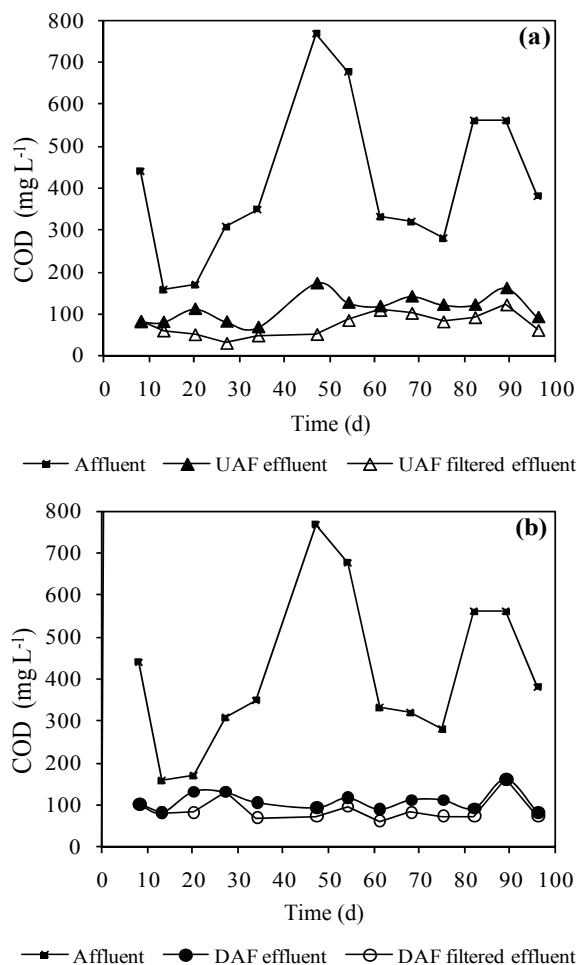 (a)
800
700
600
500
400
300
200
100
0
COD (mg L-1)
0 10 20 30 40 50 60 70 80 90 100
Time (d)
Affluent UAF effluent UAF filtered effluent
(b)
800
700
600
500
400
300
200
100
0
COD (mg L-1)
0 10 20 30 40 50 60 70 80 90 100
Time (d)
Affluent DAF effluent DAF filtered effluent